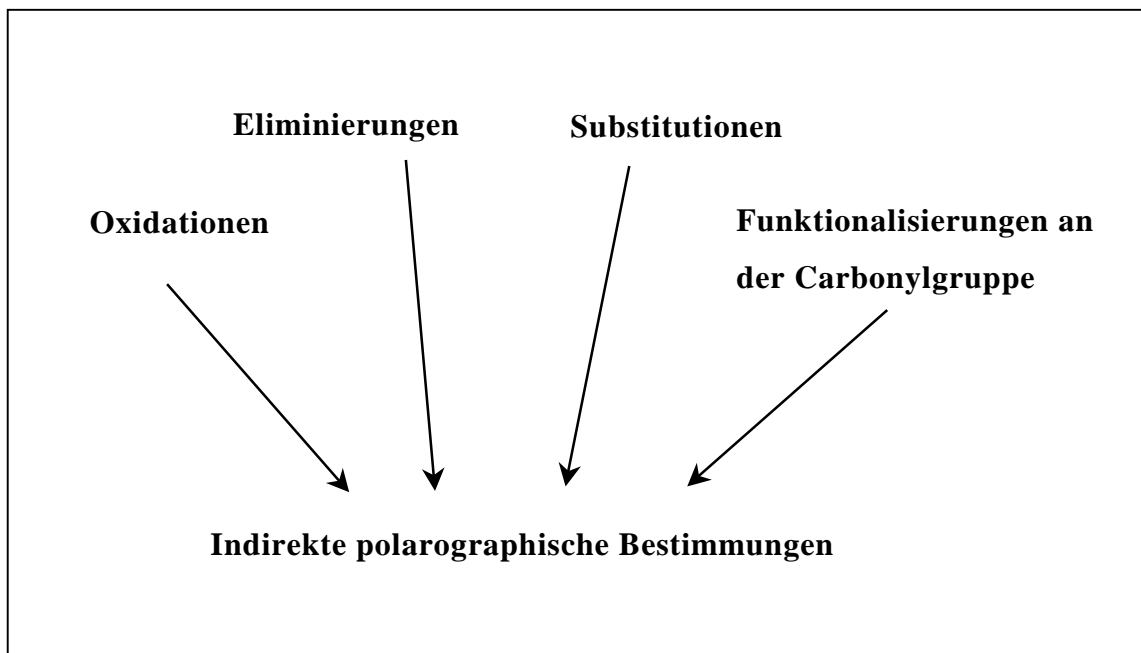 Eliminierungen
Substitutionen
Oxidationen
Funktionalisierungen an
der Carbonylgruppe
Indirekte polarographische Bestimmungen